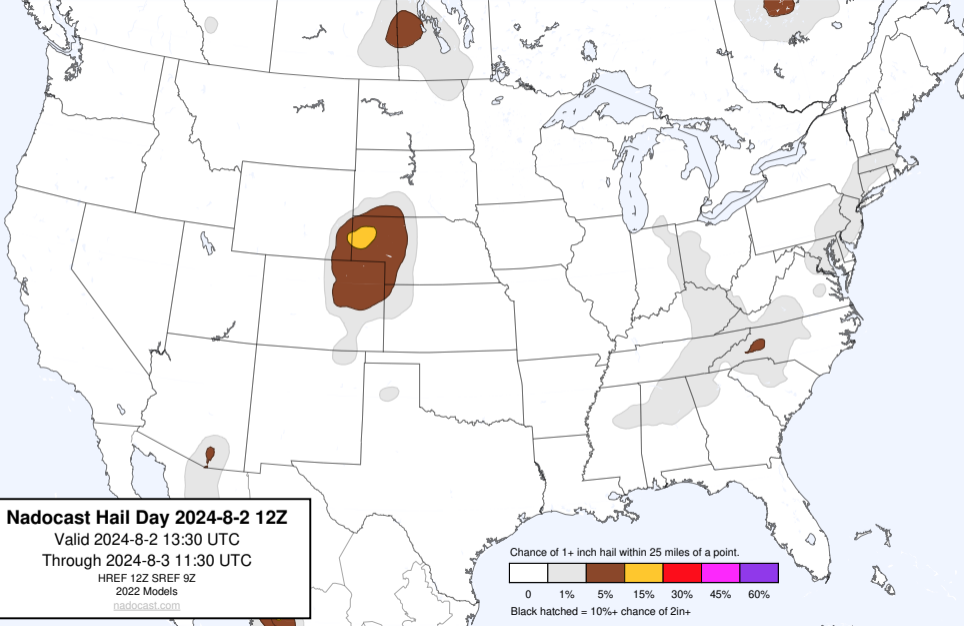 Nadocast Hail Day 2024-8-2 12Z
Valid 2024-8-2 13:30 UTC
Through 2024-8-3 11:30 UTC
HREF 12Z SREF 9Z
2022 Models
nadocast.com
Chance of 1+ inch hail within 25 miles of a point.
0 1% 5% 15% 30% 45% 60%
Black hatched = 10%+ chance of 2in+